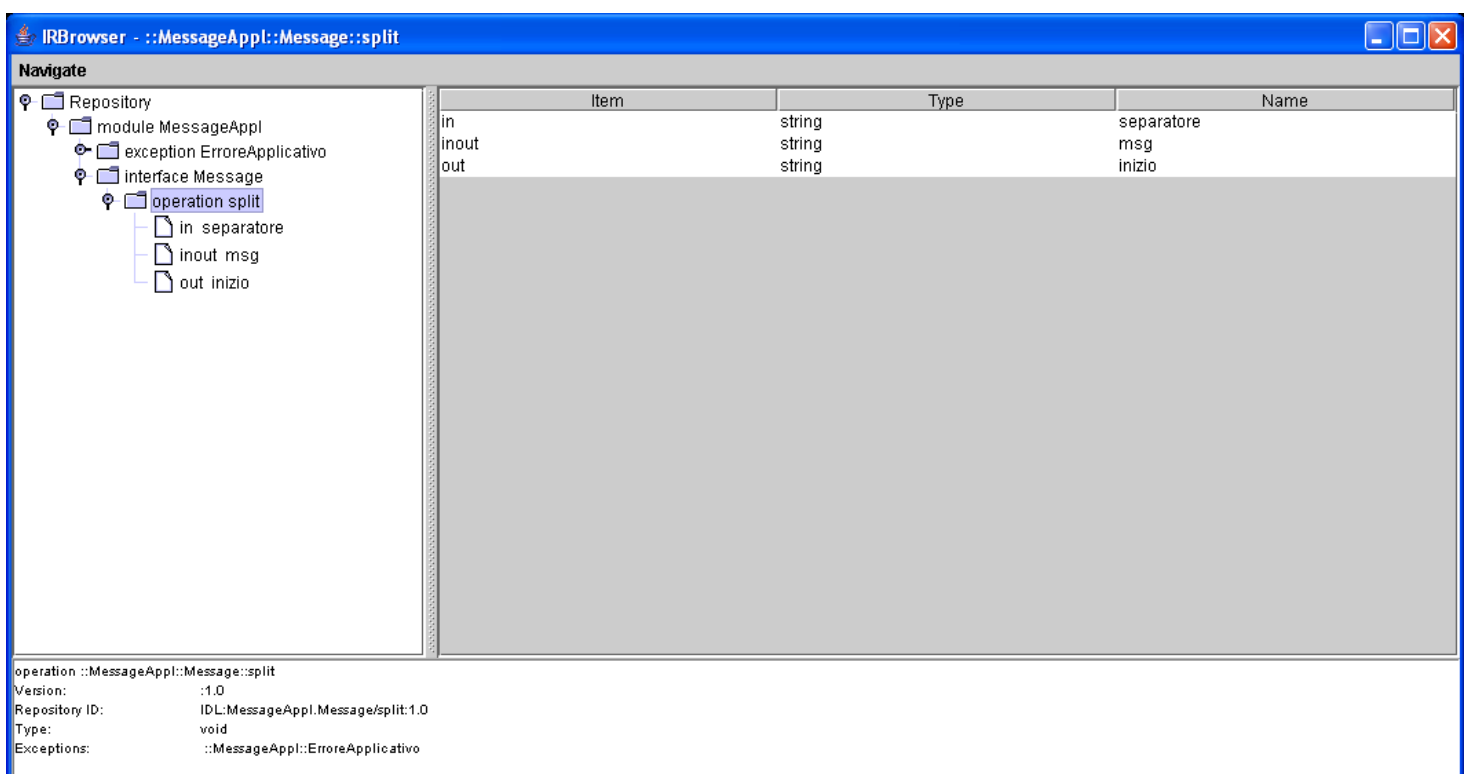 IRBrowser - ::MessageAppl::Message::split
Navigate
Repository
module MessageAppl
exception ErroreApplicativo
interface Message
operation split
in separatore
inout msg
out inizio
Item Type Name
in string separatore
inout string msg
out string inizio
operation ::MessageAppl::Message::split
Version: :1.0
Repository ID: IDL:MessageAppl.Message/split:1.0
Type: void
Exceptions: ::MessageAppl::ErroreApplicativo